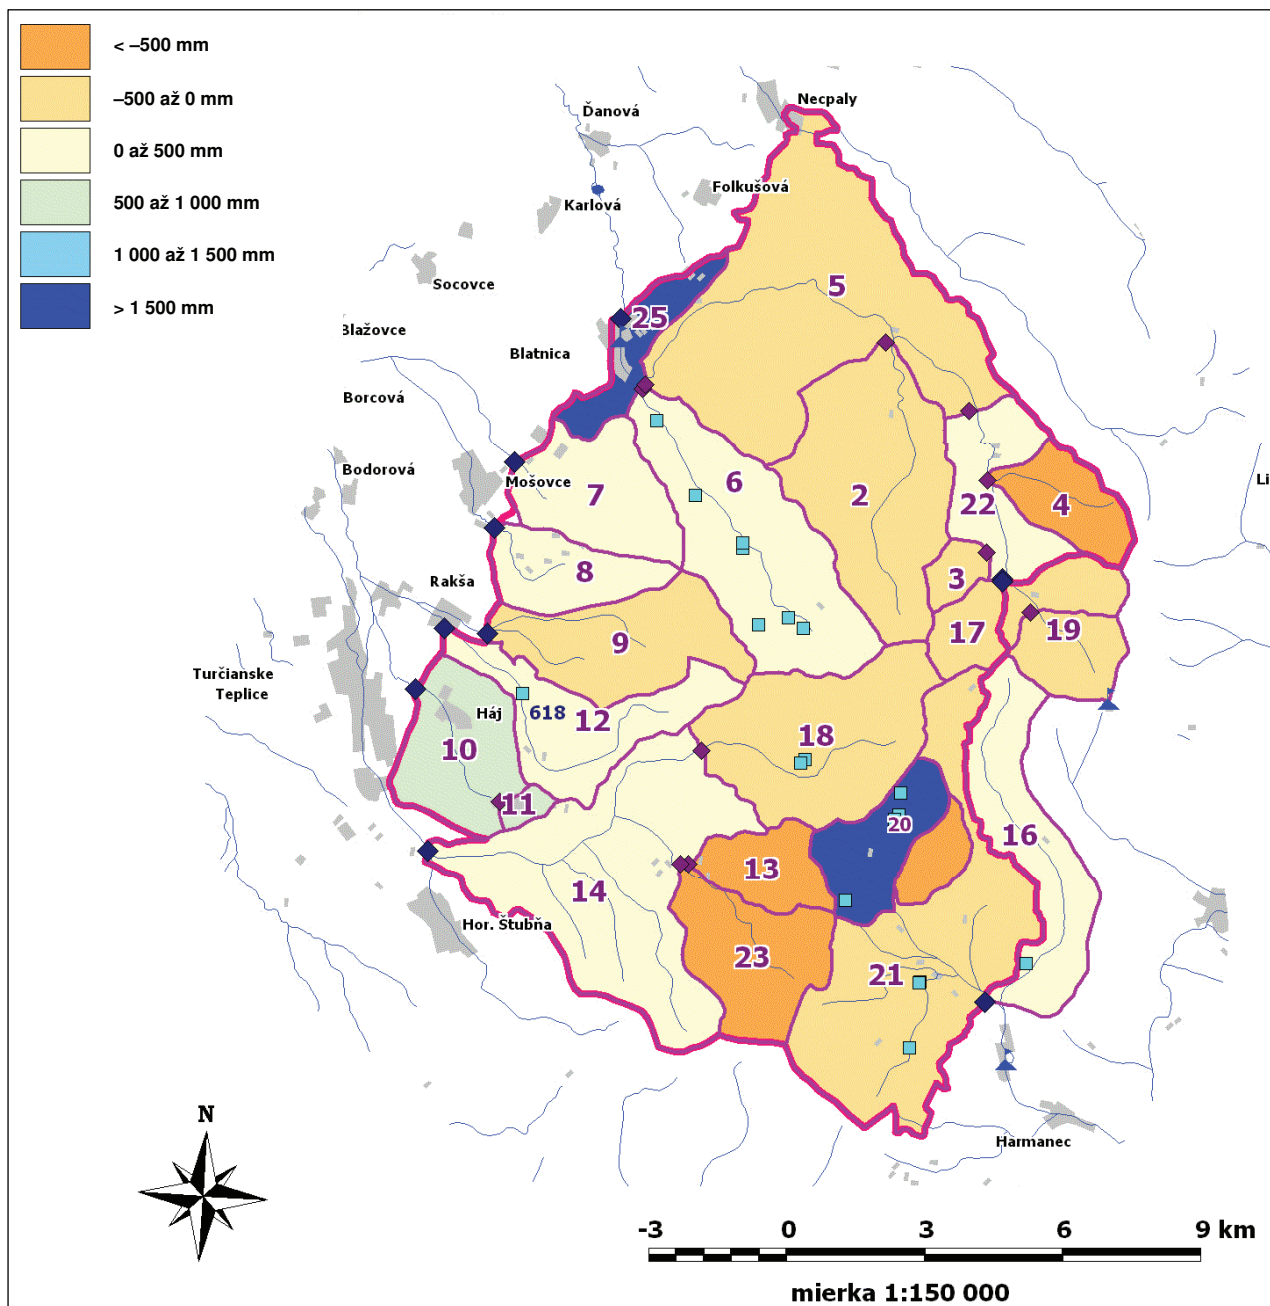 < –500 mm
–500 až 0 mm
0 až 500 mm
500 až 1 000 mm
1 000 až 1 500 mm
> 1 500 mm
Necpaly
Ďanová
Folkušová
Karlová
Socovce
5
25
Blažovce
Blatnica
Borcová
Bodorová
Mošovce
7
6
2
22
4
Li
8
3
Rakša
9
17
19
Turčianske
Teplice
Háj
618
12
10
18
11
20
16
13
14
Hor. Štubňa
23
21
Harmanec
N
-3 0 3 6 9 km
mierka 1:150 000